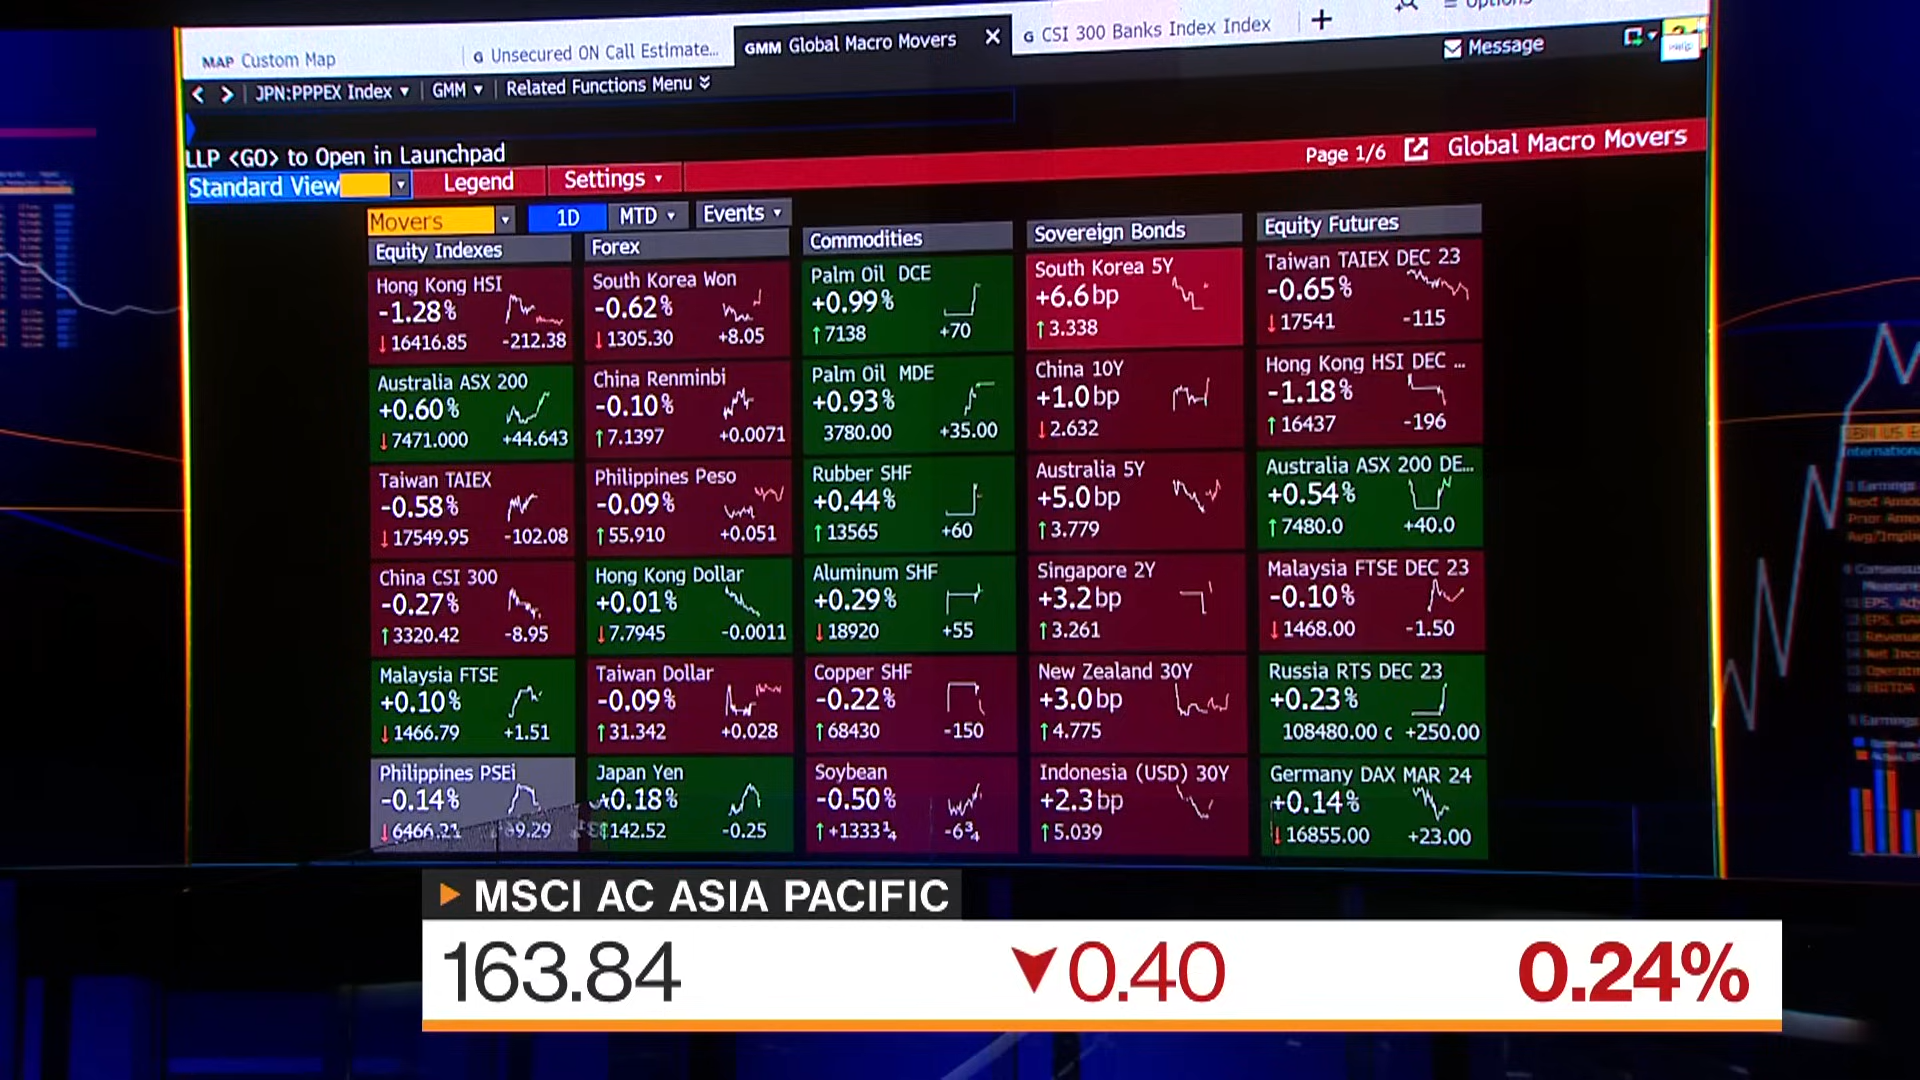 MAP Custom Map
G Unsecured ON Call Estimate...
GMM Global Macro Movers ×
G CSI 300 Banks Index Index
+
Message
< > JPN:PPPEX Index GMM Related Functions Menu
LLP <GO> to Open in Launchpad
Page 1/6 Global Macro Movers
Standard View Legend Settings
Movers 1D MTD Events
Equity Indexes
Hong Kong HSI
-1.28%
↓16416.85 -212.38
Australia ASX 200
+0.60%
↓7471.000 +44.643
Taiwan TAIEX
-0.58%
↓17549.95 -102.08
China CSI 300
-0.27%
↑3320.42 -8.95
Malaysia FTSE
+0.10%
↓1466.79 +1.51
Philippines PSEi
-0.14%
↓6466.21 -9.29
Forex
South Korea Won
-0.62%
↓1305.30 +8.05
China Renminbi
-0.10%
↑7.1397 +0.0071
Philippines Peso
-0.09%
↑55.910 +0.051
Hong Kong Dollar
+0.01%
↓7.7945 -0.0011
Taiwan Dollar
-0.09%
↑31.342 +0.028
Japan Yen
+0.18%
↑142.52 -0.25
Commodities
Palm Oil DCE
+0.99%
↑7138 +70
Palm Oil MDE
+0.93%
3780.00 +35.00
Rubber SHF
+0.44%
↑13565 +60
Aluminum SHF
+0.29%
↓18920 +55
Copper SHF
-0.22%
↑68430 -150
Soybean
-0.50%
↑+1333¼ -6¾
Sovereign Bonds
South Korea 5Y
+6.6bp
↑3.338
China 10Y
+1.0bp
↓2.632
Australia 5Y
+5.0bp
↑3.779
Singapore 2Y
+3.2bp
↑3.261
New Zealand 30Y
+3.0bp
↑4.775
Indonesia (USD) 30Y
+2.3bp
↑5.039
Equity Futures
Taiwan TAIEX DEC 23
-0.65%
↓17541 -115
Hong Kong HSI DEC ...
-1.18%
↑16437 -196
Australia ASX 200 DE...
+0.54%
↑7480.0 +40.0
Malaysia FTSE DEC 23
-0.10%
↓1468.00 -1.50
Russia RTS DEC 23
+0.23%
108480.00 c +250.00
Germany DAX MAR 24
+0.14%
↓16855.00 +23.00
MSCI AC ASIA PACIFIC
163.84 ▼0.40 0.24%